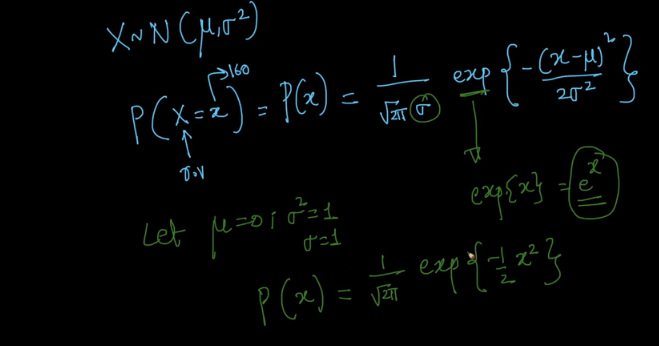 X ~ N(μ, σ²)
→ 160
P(X = x) = P(x) = 1/(√2π σ) exp{ -(x-μ)²/2σ² }
r.v
exp{x} = eˣ
Let μ=0; σ²=1
σ=1
P(x) = 1/√2π exp{ -1/2 x² }